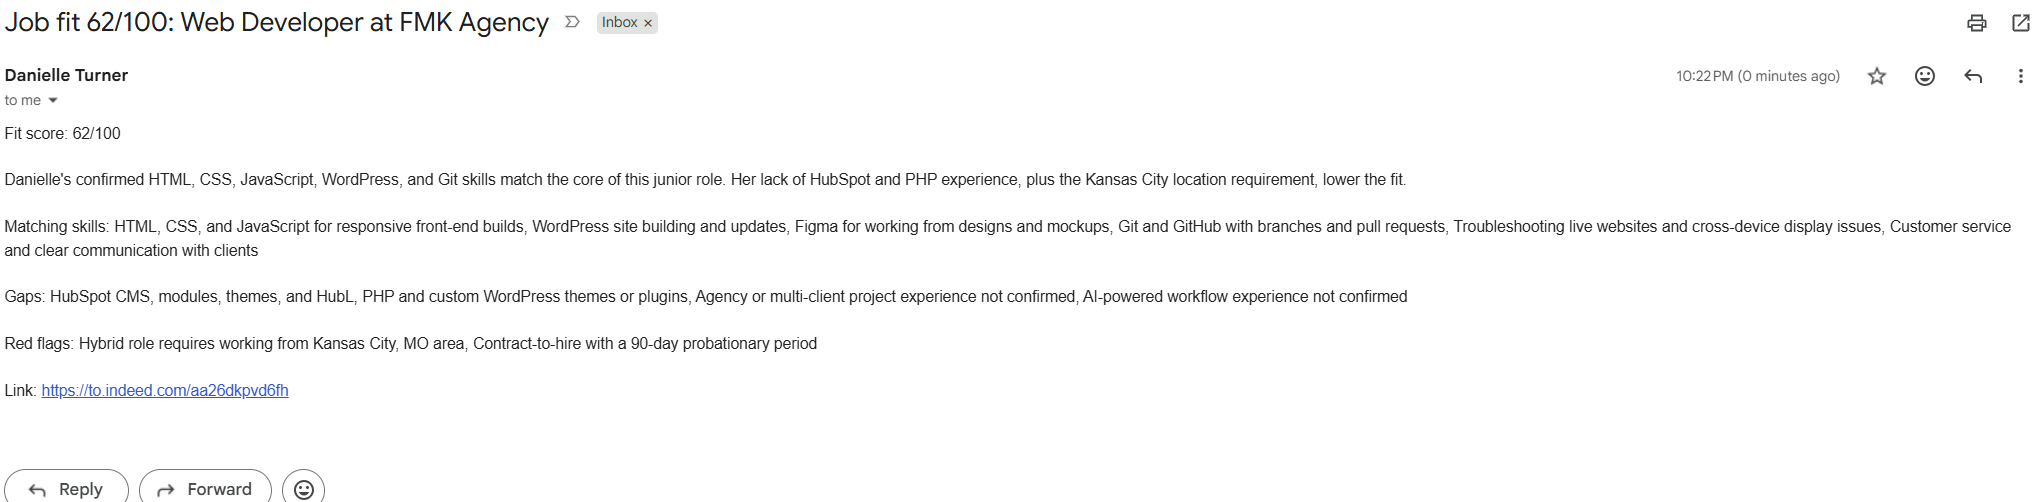 Job fit 62/100: Web Developer at FMK Agency
Inbox ×
Danielle Turner
10:22 PM (0 minutes ago)
to me
Fit score: 62/100
Danielle's confirmed HTML, CSS, JavaScript, WordPress, and Git skills match the core of this junior role. Her lack of HubSpot and PHP experience, plus the Kansas City location requirement, lower the fit.
Matching skills: HTML, CSS, and JavaScript for responsive front-end builds, WordPress site building and updates, Figma for working from designs and mockups, Git and GitHub with branches and pull requests, Troubleshooting live websites and cross-device display issues, Customer service
and clear communication with clients
Gaps: HubSpot CMS, modules, themes, and HubL, PHP and custom WordPress themes or plugins, Agency or multi-client project experience not confirmed, AI-powered workflow experience not confirmed
Red flags: Hybrid role requires working from Kansas City, MO area, Contract-to-hire with a 90-day probationary period
Link: https://to.indeed.com/aa26dkpvd6fh
Reply
Forward